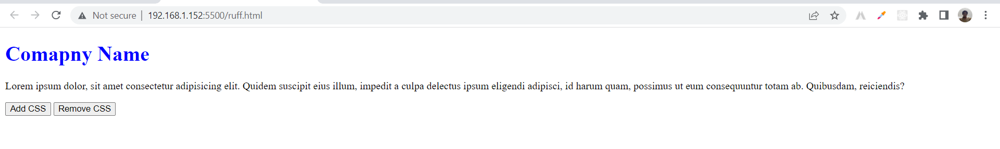 Not secure | 192.168.1.152:5500/ruff.html
Comapny Name
Lorem ipsum dolor, sit amet consectetur adipisicing elit. Quidem suscipit eius illum, impedit a culpa delectus ipsum eligendi adipisci, id harum quam, possimus ut eum consequuntur totam ab. Quibusdam, reiciendis?
Add CSS Remove CSS